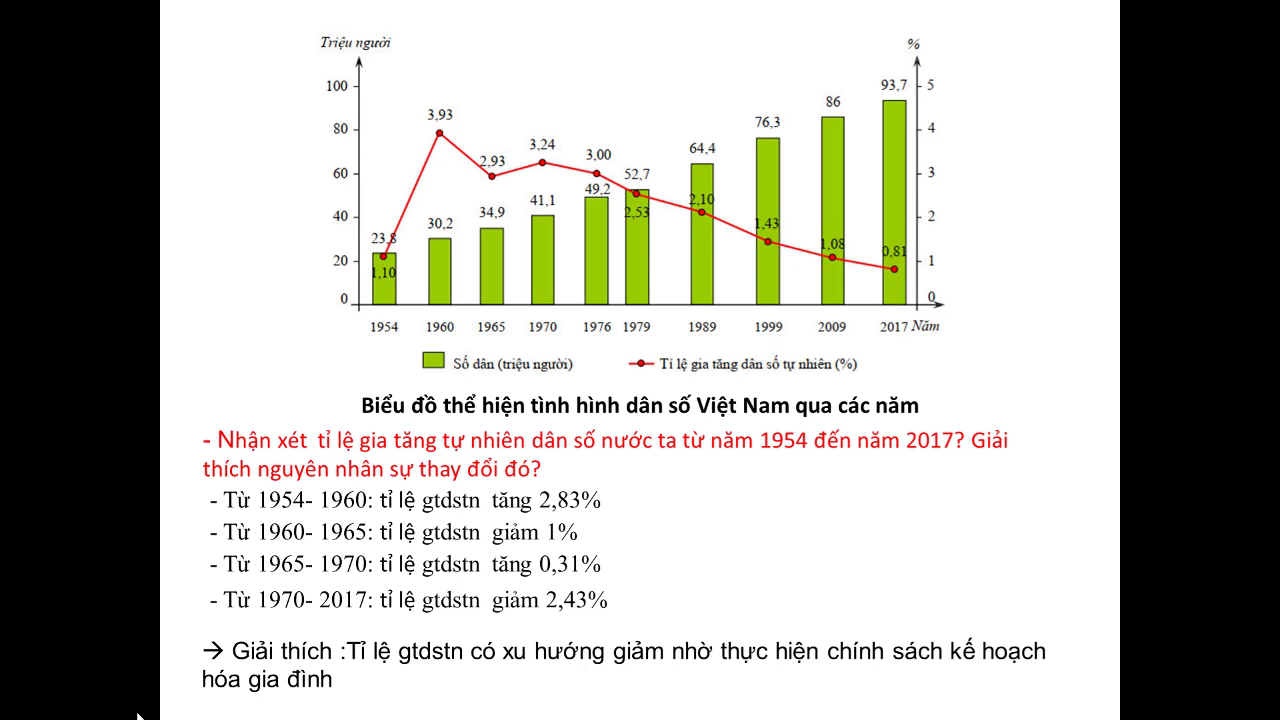 Triệu người %
100 80 60 40 20 0
5 4 3 2 1 0
23,8 30,2 34,9 41,1 49,2 52,7 64,4 76,3 86 93,7
1,10 3,93 2,93 3,24 3,00 2,53 2,10 1,43 1,08 0,81
1954 1960 1965 1970 1976 1979 1989 1999 2009 2017 Năm
Số dân (triệu người) Tỉ lệ gia tăng dân số tự nhiên (%)
Biểu đồ thể hiện tình hình dân số Việt Nam qua các năm
- Nhận xét tỉ lệ gia tăng tự nhiên dân số nước ta từ năm 1954 đến năm 2017? Giải
thích nguyên nhân sự thay đổi đó?
- Từ 1954- 1960: tỉ lệ gtdstn tăng 2,83%
- Từ 1960- 1965: tỉ lệ gtdstn giảm 1%
- Từ 1965- 1970: tỉ lệ gtdstn tăng 0,31%
- Từ 1970- 2017: tỉ lệ gtdstn giảm 2,43%
→ Giải thích :Tỉ lệ gtdstn có xu hướng giảm nhờ thực hiện chính sách kế hoạch
hóa gia đình